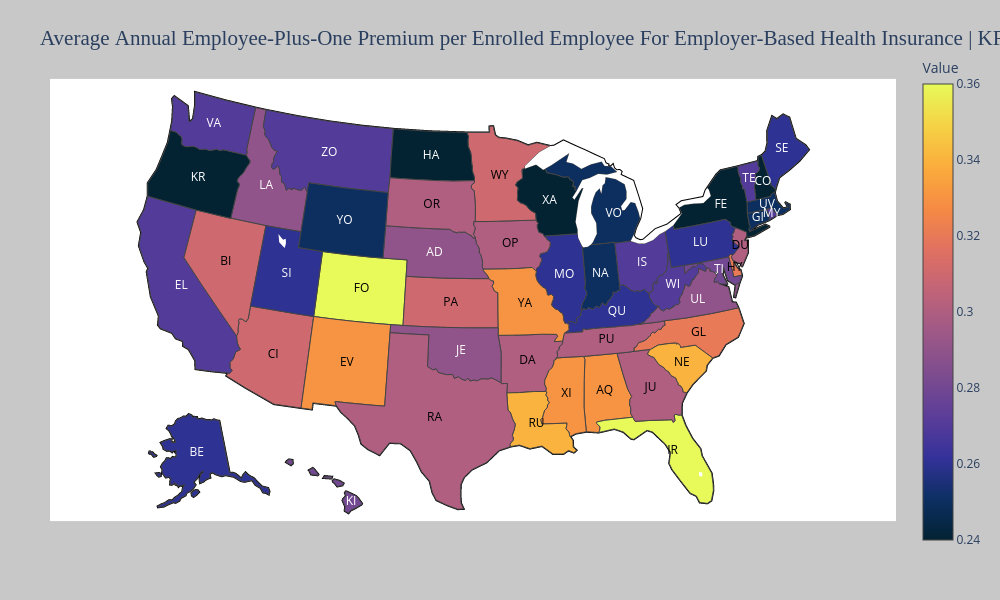 Average Annual Employee-Plus-One Premium per Enrolled Employee For Employer-Based Health Insurance |
Value
0.36
0.34
0.32
0.3
0.28
0.26
0.24
VA
ZO
HA
KR
LA
WY
SE
YO
OR
XA
VO
FE
TE
CO
UV
GI
MY
EL
BI
SI
FO
AD
OP
MO
NA
IS
LU
DU
TI
WI
UL
QU
PA
YA
CI
EV
JE
DA
PU
GL
NE
JU
AQ
XI
RU
RA
IR
BE
KI